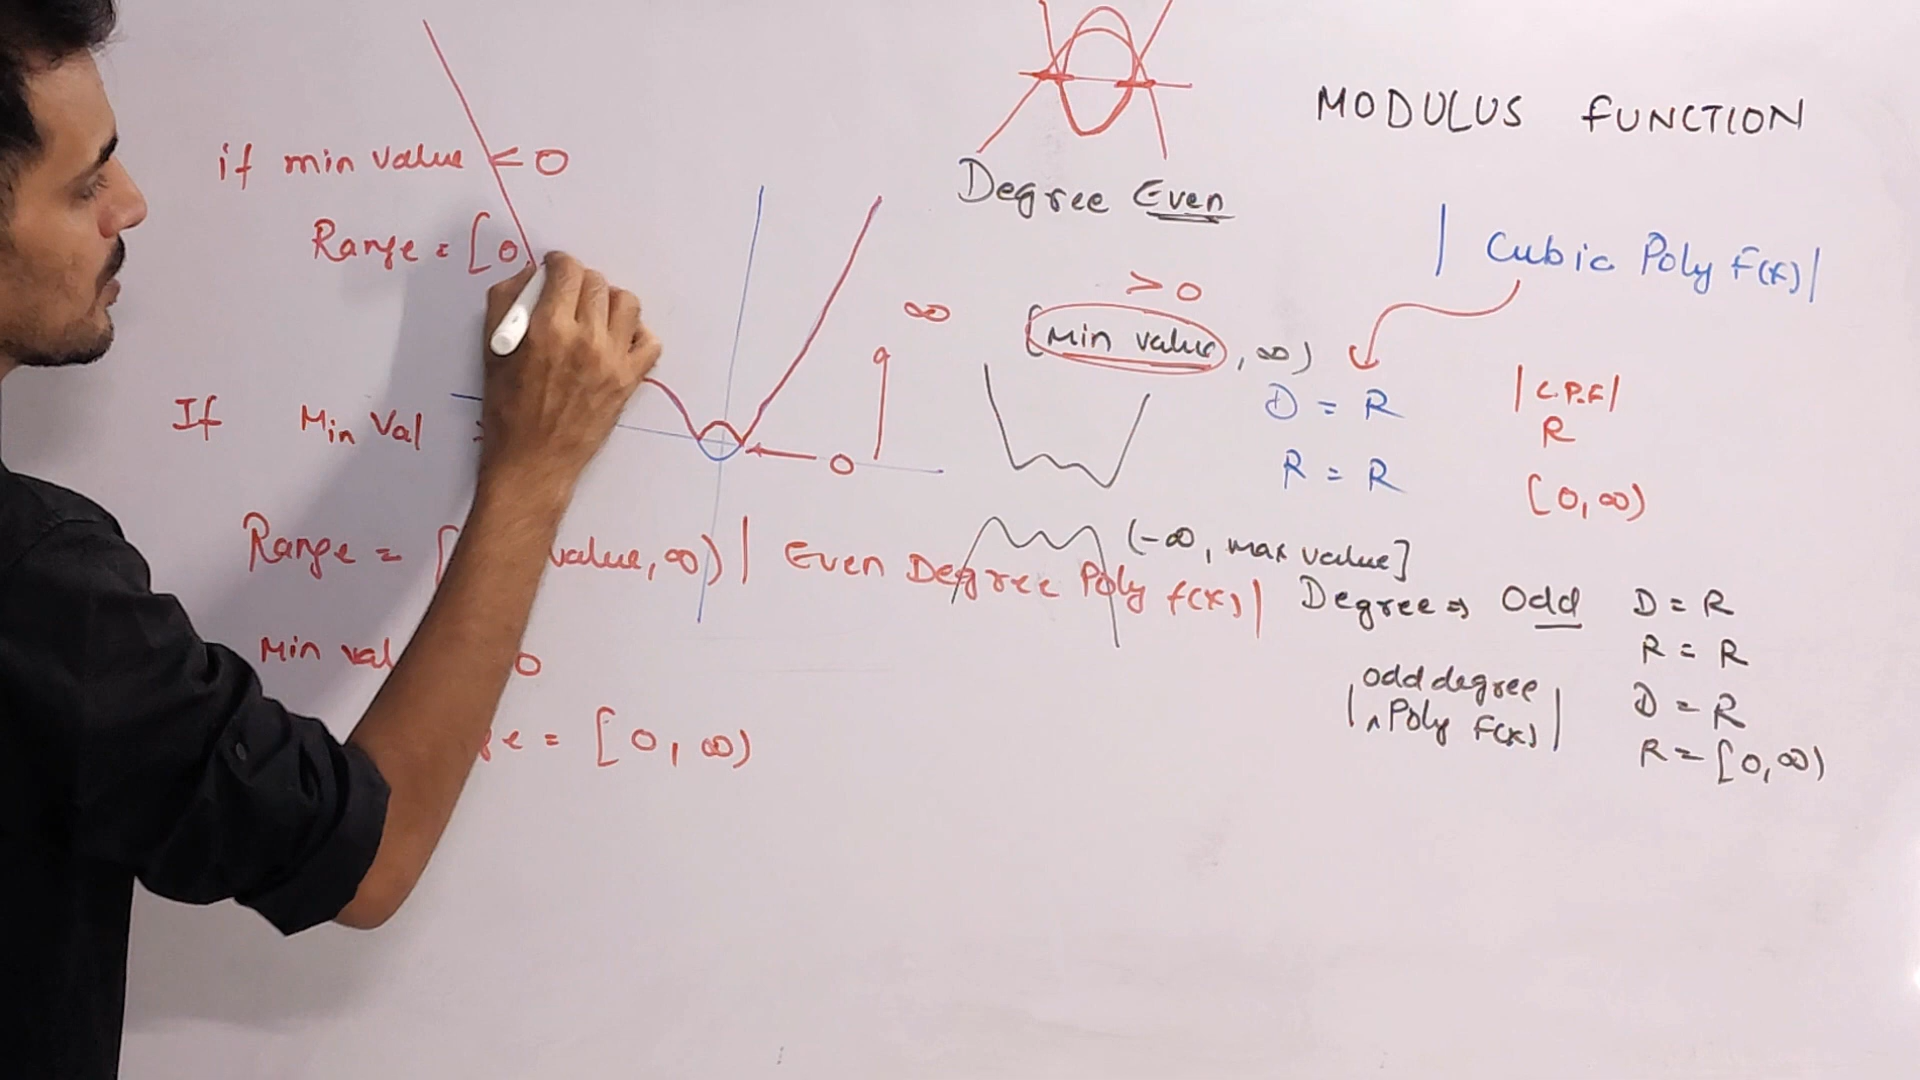 MODULUS FUNCTION
if min value < 0
Range = [0,
Degree Even
| Cubic Poly F(x) |
> 0
[Min value, ∞)
∞
0
D = R
R = R
|C.P.F|
R
[0, ∞)
If Min Val
(-∞, max value]
Range = [ value, ∞) | Even Degree Poly f(x) |
Degree ⇒ Odd D = R
R = R
Min val 0
| odd degree
^ Poly F(x) |
D = R
R = [0, ∞)
= [0, ∞)